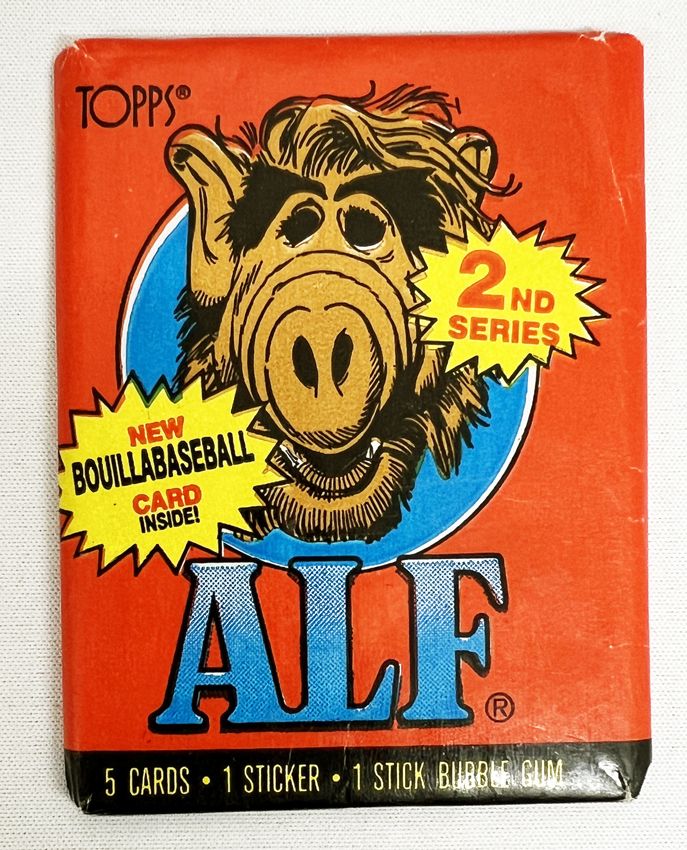 TOPPS®
2ND
SERIES
NEW
BOUILLABASEBALL
CARD
INSIDE!
ALF®
5 CARDS • 1 STICKER • 1 STICK BUBBLE GUM